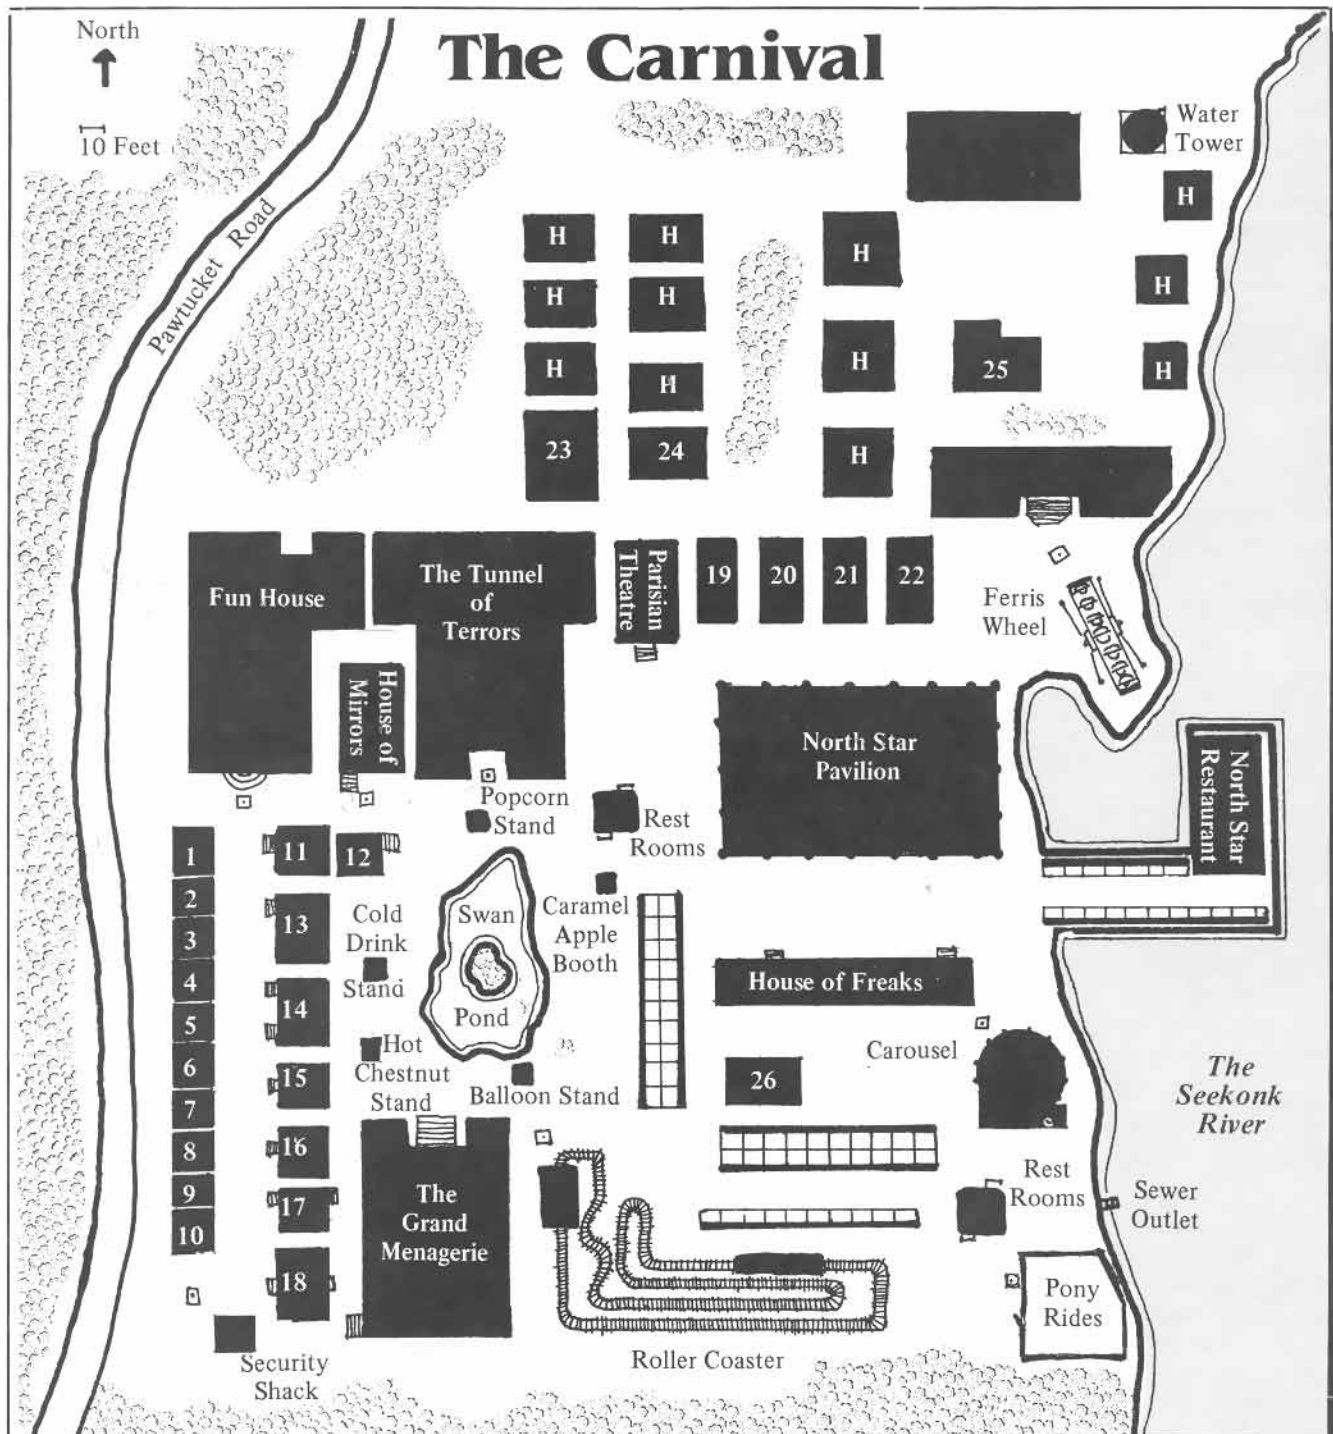 The Carnival
North
10 Feet
Pawtucket Road
Water
Tower
H
H
H
H
H
H
H
H
H
25
H
H
H
23
24
H
Fun House
The Tunnel
of
Terrors
Parisian
Theatre
19
20
21
22
Ferris
Wheel
House of
Mirrors
North Star
Pavilion
North Star
Restaurant
Popcorn
Stand
Rest
Rooms
1
2
3
4
5
6
7
8
9
10
11
12
13
14
15
16
17
18
Cold
Drink
Stand
Swan
Pond
Caramel
Apple
Booth
House of Freaks
Hot
Chestnut
Stand
Balloon Stand
26
Carousel
The
Seekonk
River
The
Grand
Menagerie
Rest
Rooms
Sewer
Outlet
Pony
Rides
Roller Coaster
Security
Shack